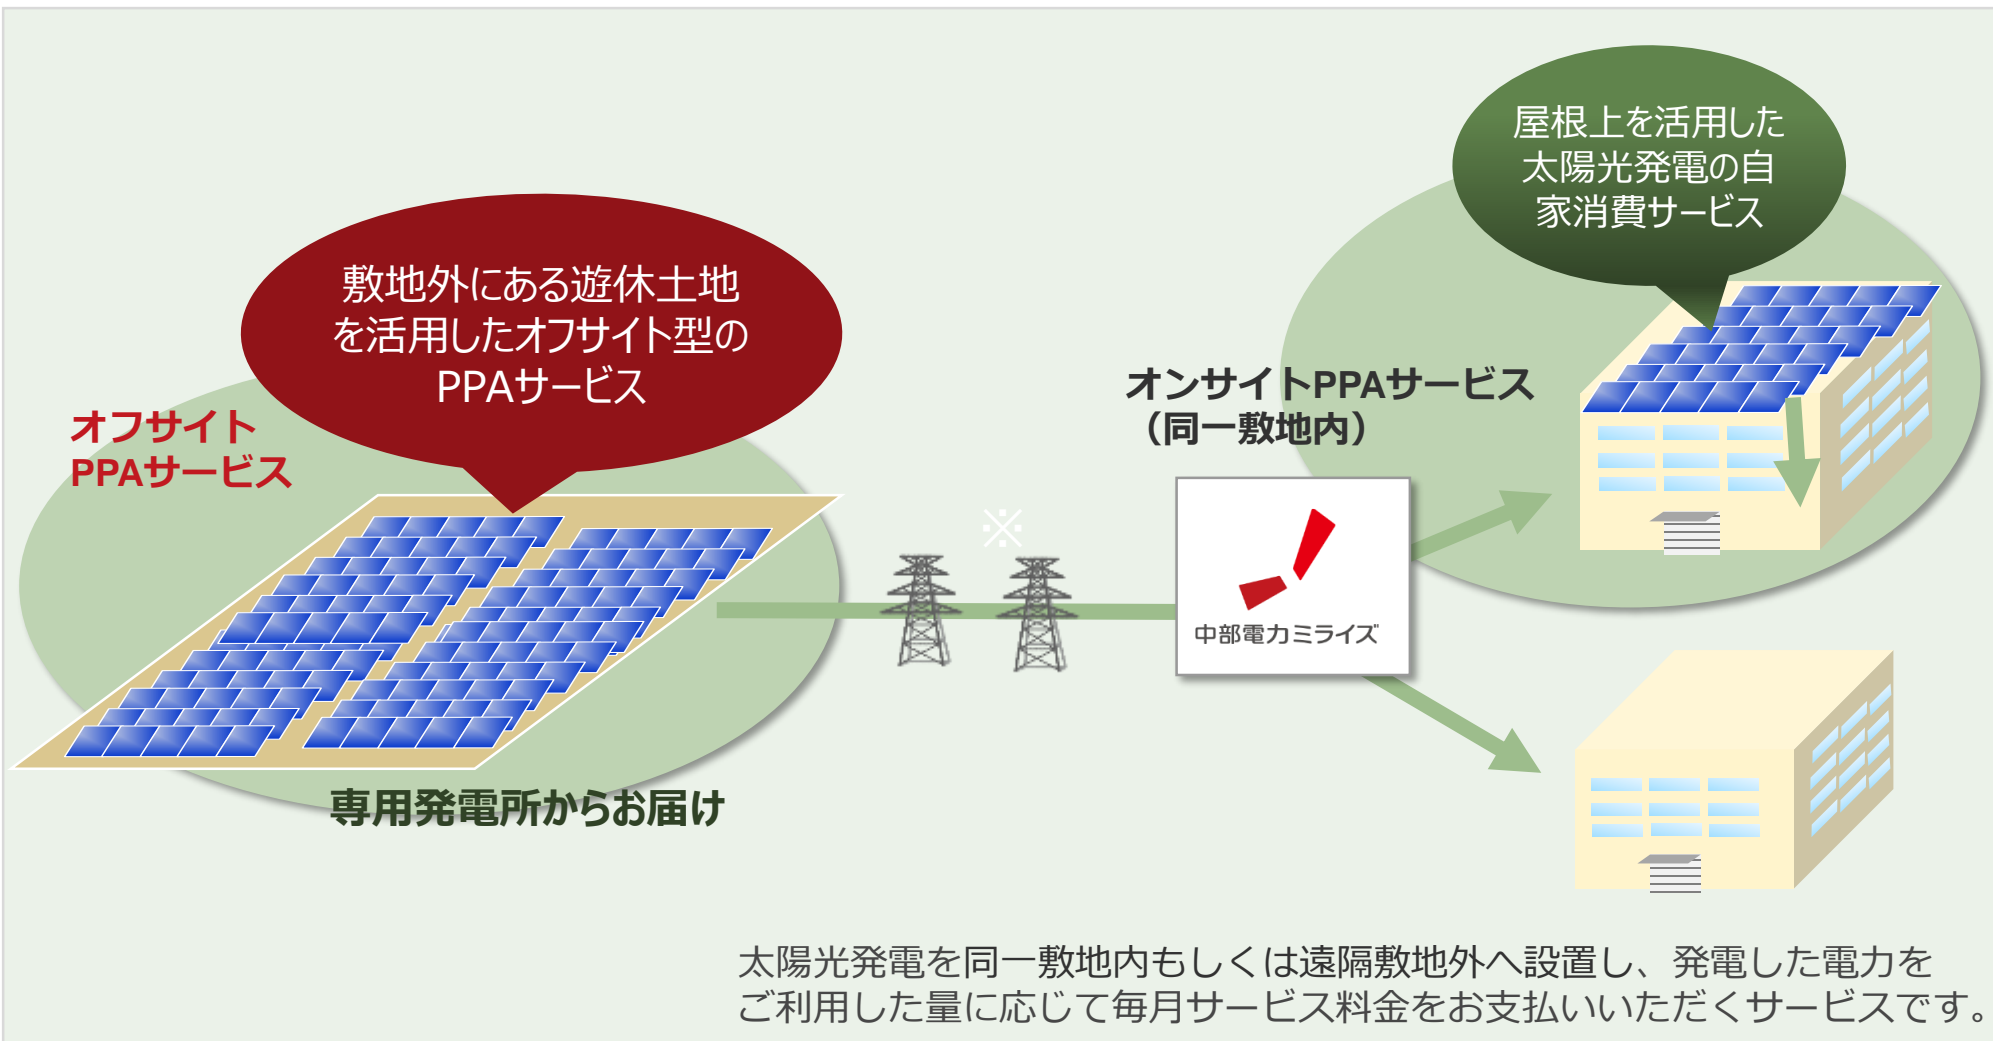 屋根上を活用した
太陽光発電の自
家消費サービス
敷地外にある遊休土地
を活用したオフサイト型の
PPAサービス
オフサイト
PPAサービス
オンサイトPPAサービス
（同一敷地内）
※
中部電力ミライズ
専用発電所からお届け
太陽光発電を同一敷地内もしくは遠隔敷地外へ設置し、発電した電力を
ご利用した量に応じて毎月サービス料金をお支払いいただくサービスです。